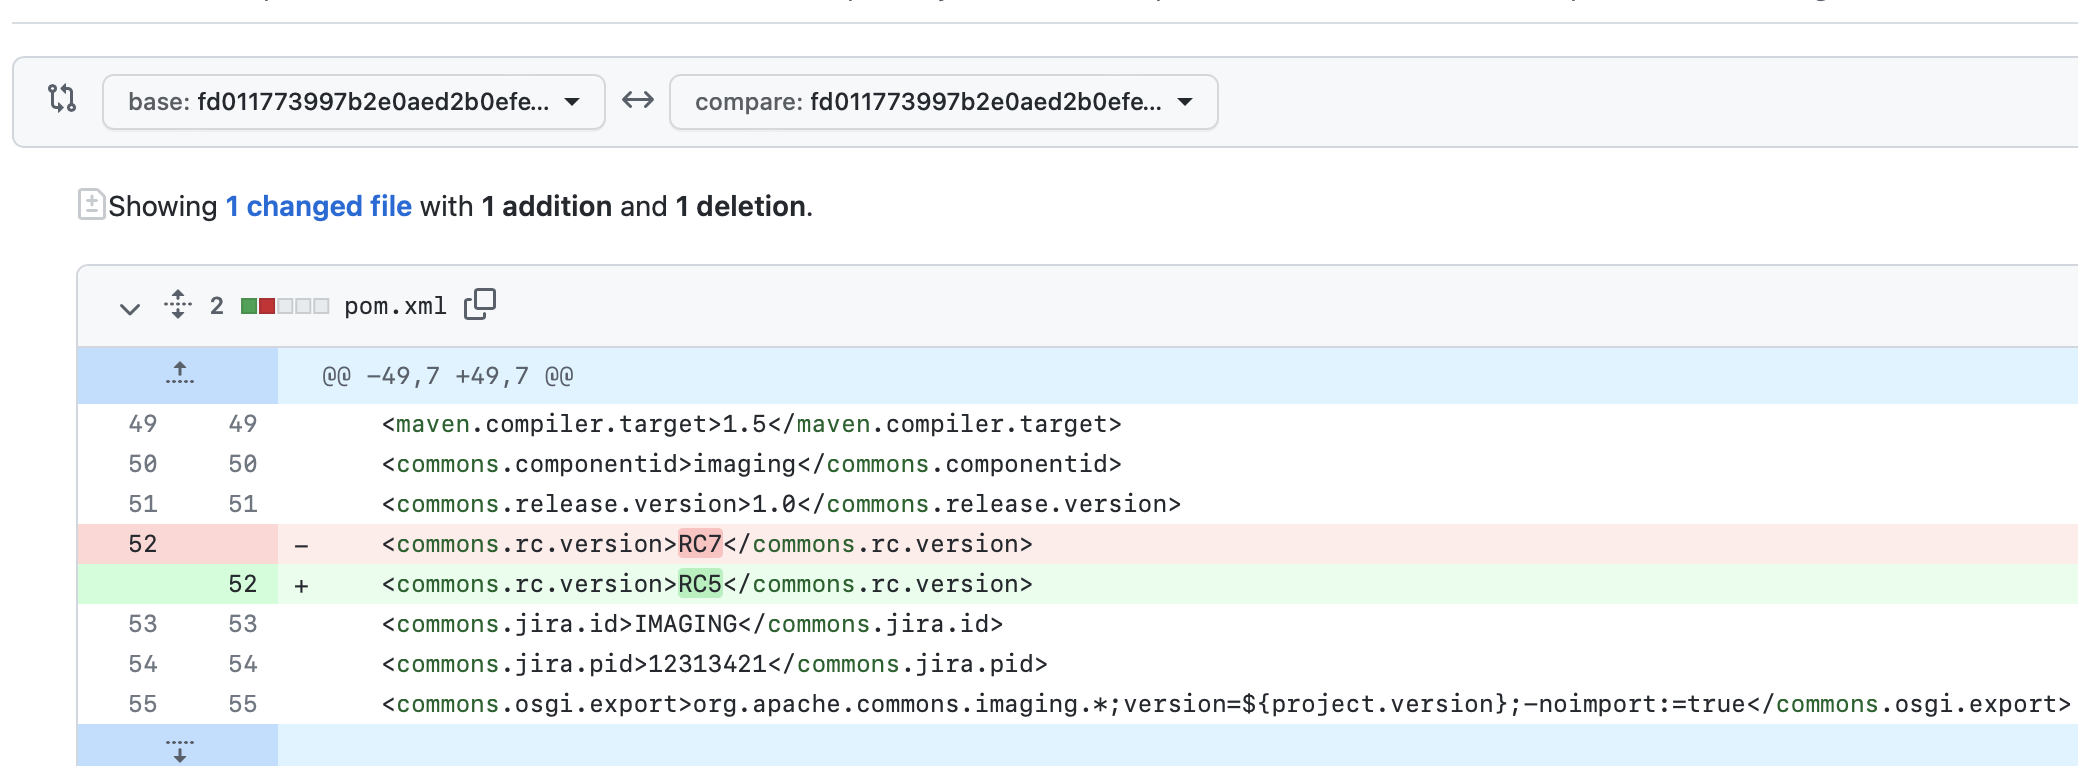 base: fd011773997b2e0aed2b0efe... compare: fd011773997b2e0aed2b0efe...
Showing 1 changed file with 1 addition and 1 deletion.
2 pom.xml
@@ -49,7 +49,7 @@
49 49 <maven.compiler.target>1.5</maven.compiler.target>
50 50 <commons.componentid>imaging</commons.componentid>
51 51 <commons.release.version>1.0</commons.release.version>
52 - <commons.rc.version>RC7</commons.rc.version>
52 + <commons.rc.version>RC5</commons.rc.version>
53 53 <commons.jira.id>IMAGING</commons.jira.id>
54 54 <commons.jira.pid>12313421</commons.jira.pid>
55 55 <commons.osgi.export>org.apache.commons.imaging.*;version=${project.version};-noimport:=true</commons.osgi.export>